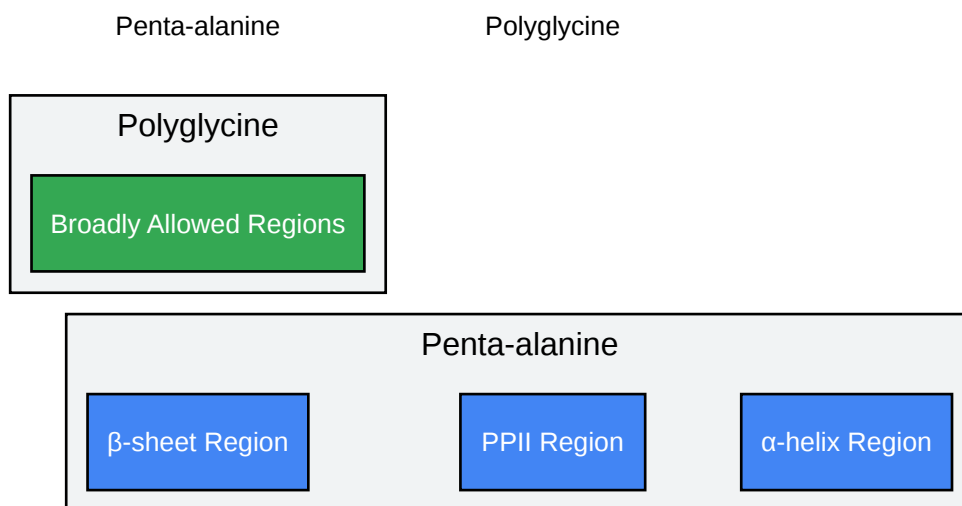 Penta-alanine
Polyglycine
Polyglycine
Broadly Allowed Regions
Penta-alanine
β-sheet Region
PPII Region
α-helix Region